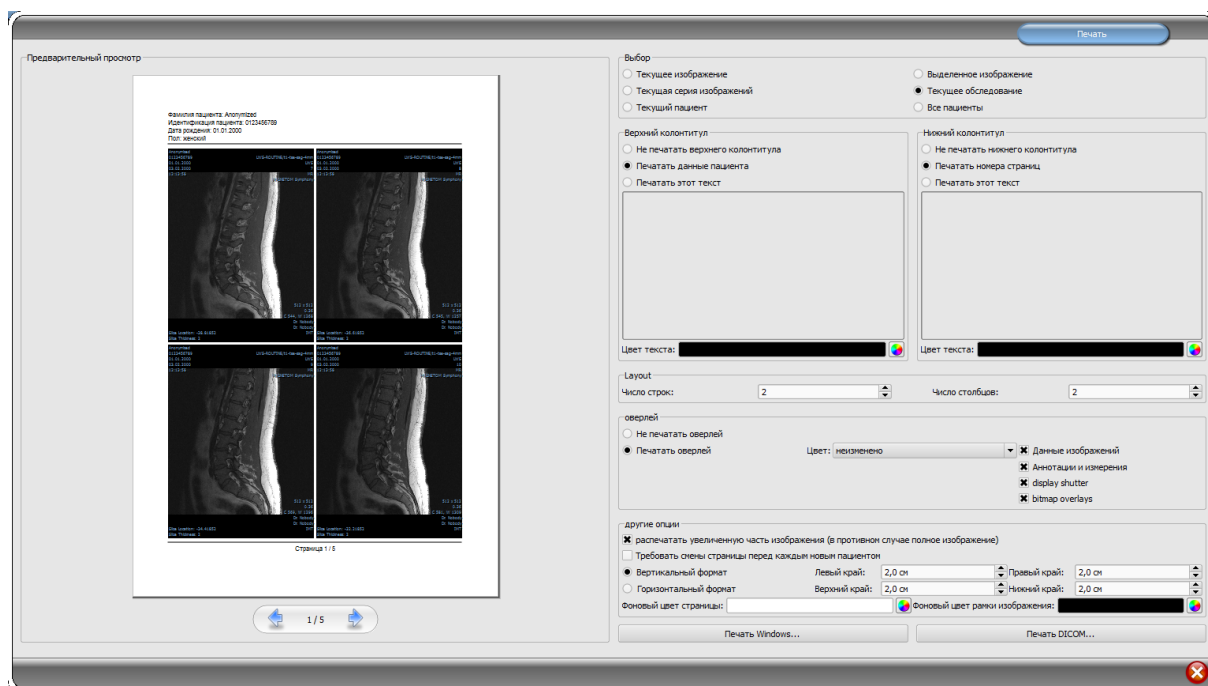 Печать
Предварительный просмотр
Фамилия пациента: Anonymized
Идентификация пациента: 0123456789
Дата рождения: 01.01.2000
Пол: женский
Страница 1 / 5
1 / 5
Выбор
Текущее изображение
Выделенное изображение
Текущая серия изображений
Текущее обследование
Текущий пациент
Все пациенты
Верхний колонтитул
Не печатать верхнего колонтитула
Печатать данные пациента
Печатать этот текст
Цвет текста:
Нижний колонтитул
Не печатать нижнего колонтитула
Печатать номера страниц
Печатать этот текст
Цвет текста:
Layout
Число строк: 2 Число столбцов: 2
оверлей
Не печатать оверлей
Печатать оверлей Цвет: неизменено Данные изображений
Аннотации и измерения
display shutter
bitmap overlays
другие опции
распечатать увеличенную часть изображения (в противном случае полное изображение)
Требовать смены страницы перед каждым новым пациентом
Вертикальный формат Левый край: 2,0 см Правый край: 2,0 см
Горизонтальный формат Верхний край: 2,0 см Нижний край: 2,0 см
Фоновый цвет страницы: Фоновый цвет рамки изображения:
Печать Windows... Печать DICOM...